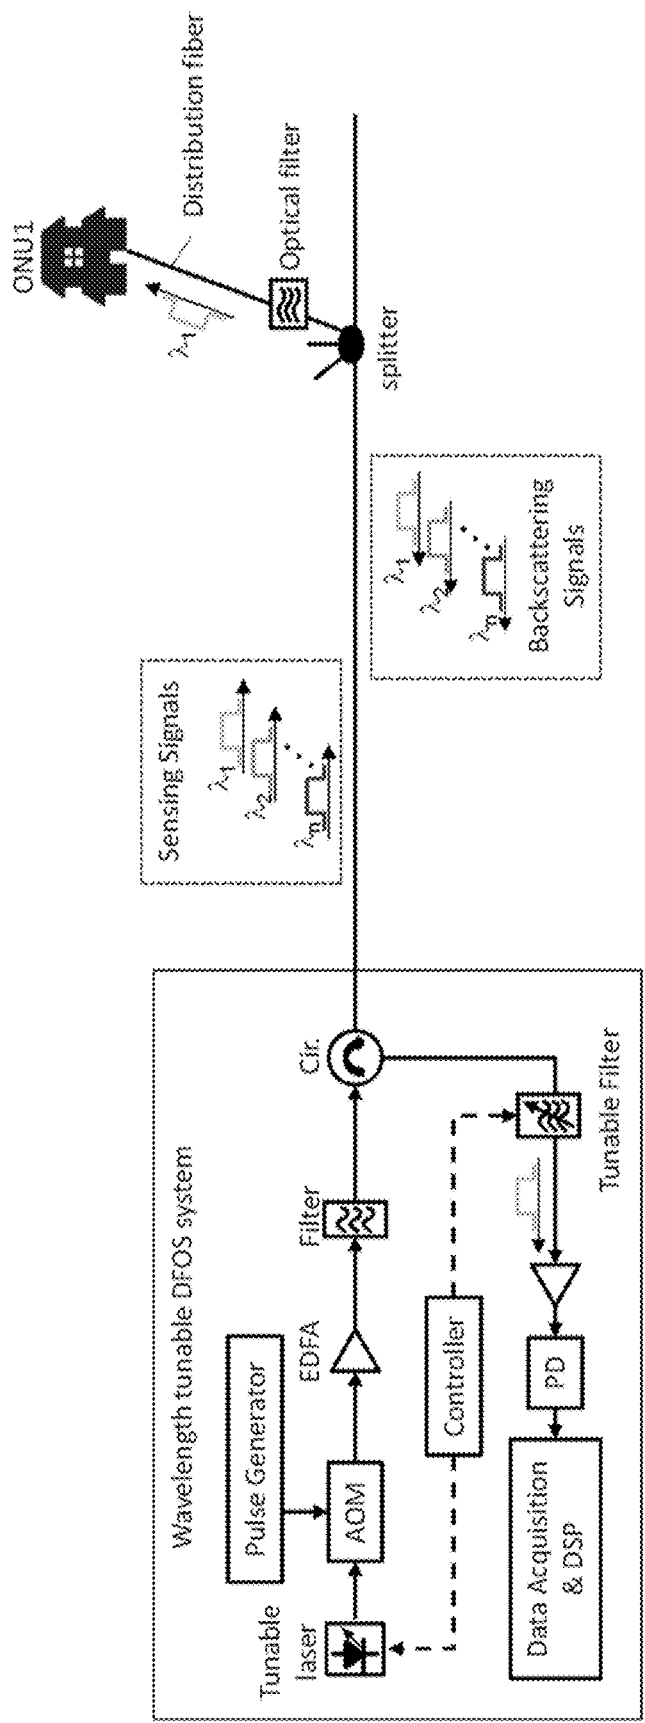 Wavelength tunable DFOS system
Tunable
laser
Pulse Generator
AOM
EDFA
Filter
Cir.
Controller
Data Acquisition
& DSP
PD
Tunable Filter
Sensing Signals
λ1
λ2
λn
λ1
λ2
λn
Backscattering
Signals
splitter
Optical filter
λ1
Distribution fiber
ONU1